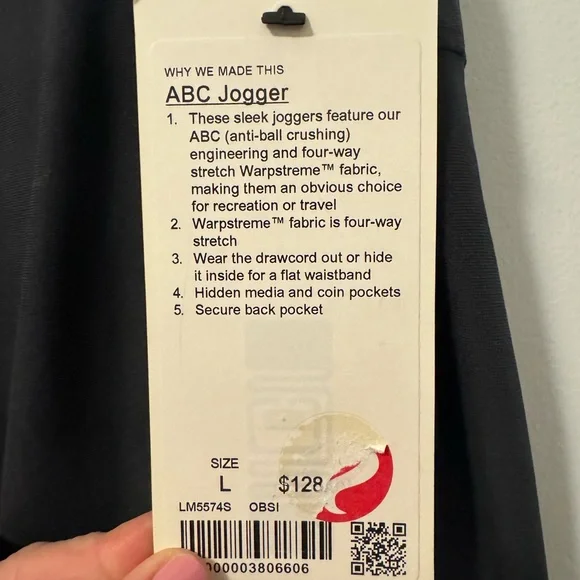 WHY WE MADE THIS
ABC Jogger
1. These sleek joggers feature our
ABC (anti-ball crushing)
engineering and four-way
stretch Warpstreme™ fabric,
making them an obvious choice
for recreation or travel
2. Warpstreme™ fabric is four-way
stretch
3. Wear the drawcord out or hide
it inside for a flat waistband
4. Hidden media and coin pockets
5. Secure back pocket
SIZE
L $128
LM5574S OBSI
000003806606